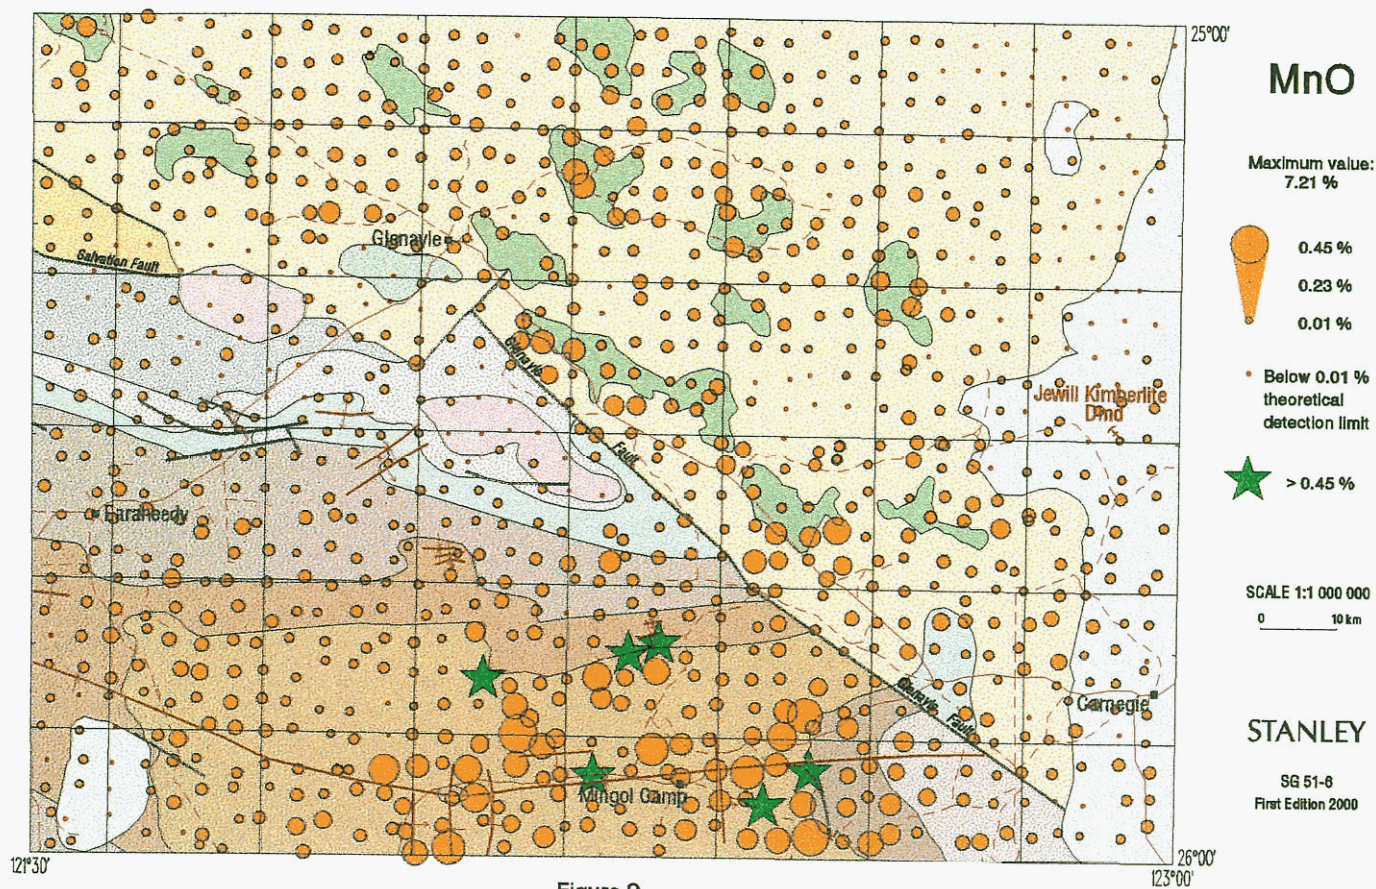 25°00'
MnO
Maximum value:
7.21 %
0.45 %
0.23 %
0.01 %
Below 0.01 %
theoretical
detection limit
> 0.45 %
SCALE 1:1 000 000
0 10 km
STANLEY
SG 51-6
First Edition 2000
Glenayle
Salvation Fault
Glenayle
Fault
Jewill Kimberlite
Dind
Earaheedy
Glenayle Fault
Carnegie
Mingol Camp
121°30'
26°00'
123°00'